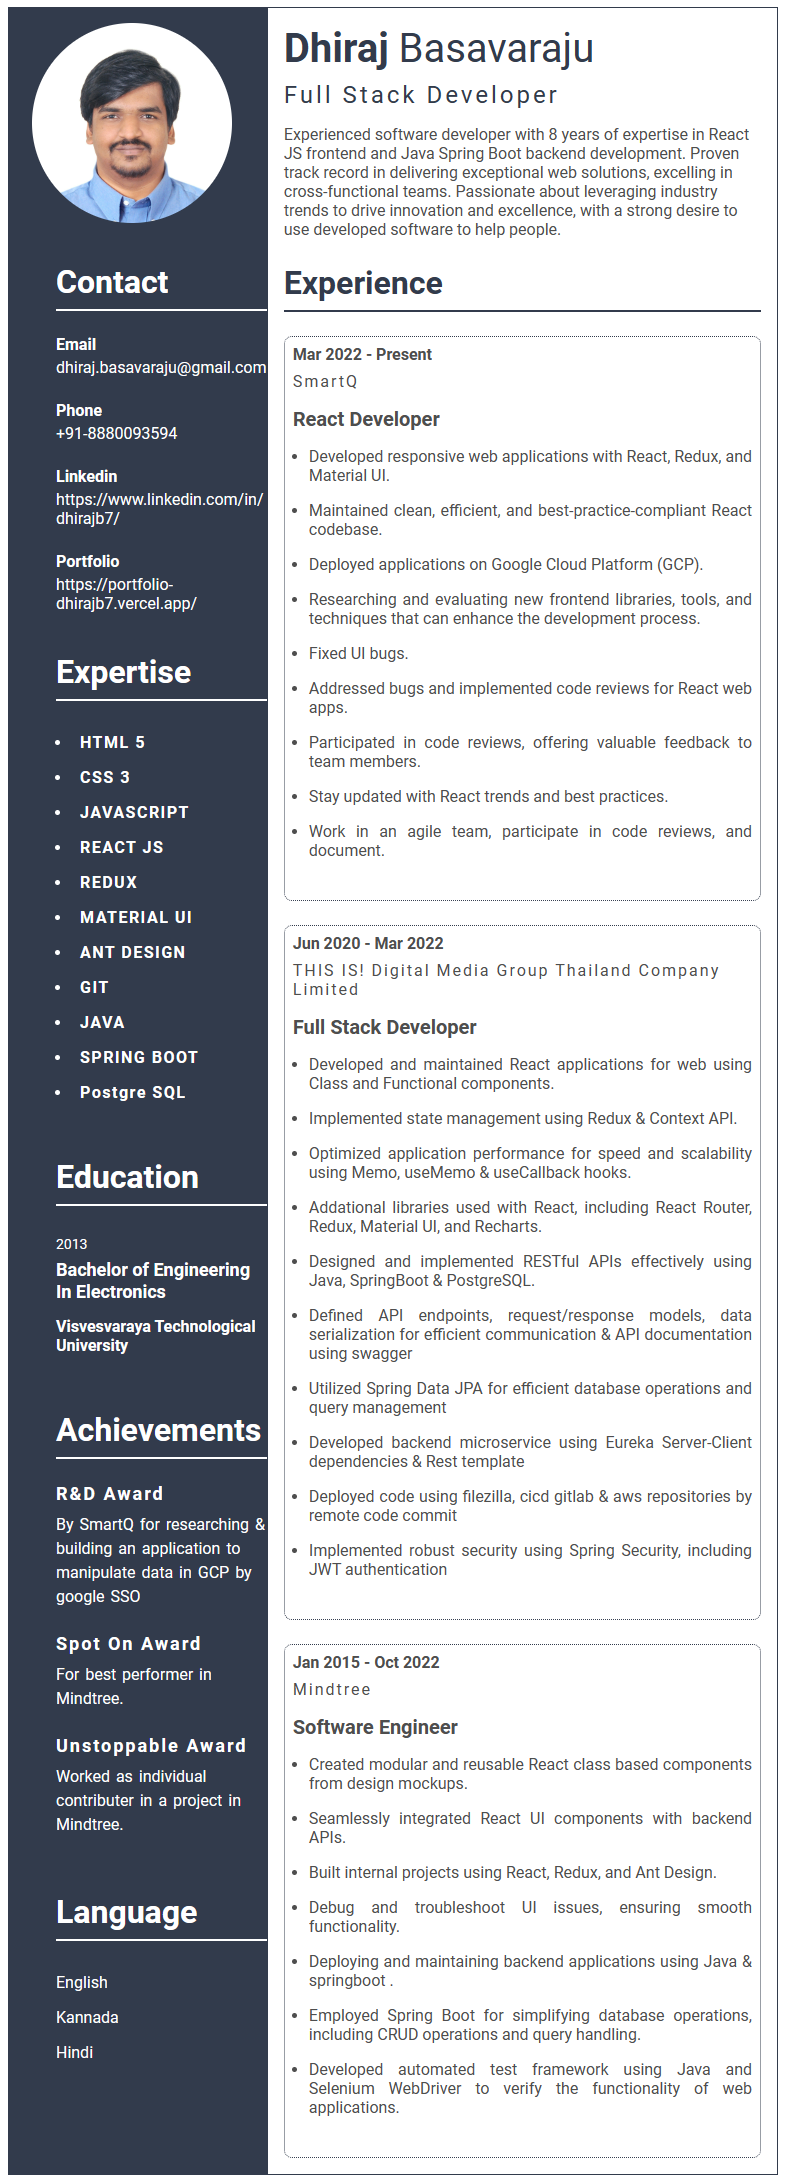 Dhiraj Basavaraju
Full Stack Developer
Experienced software developer with 8 years of expertise in React
JS frontend and Java Spring Boot backend development. Proven
track record in delivering exceptional web solutions, excelling in
cross-functional teams. Passionate about leveraging industry
trends to drive innovation and excellence, with a strong desire to
use developed software to help people.
Contact
Email
dhiraj.basavaraju@gmail.com
Phone
+91-8880093594
Linkedin
https://www.linkedin.com/in/
dhirajb7/
Portfolio
https://portfolio-
dhirajb7.vercel.app/
Expertise
• HTML 5
• CSS 3
• JAVASCRIPT
• REACT JS
• REDUX
• MATERIAL UI
• ANT DESIGN
• GIT
• JAVA
• SPRING BOOT
• Postgre SQL
Education
2013
Bachelor of Engineering
In Electronics
Visvesvaraya Technological
University
Achievements
R&D Award
By SmartQ for researching &
building an application to
manipulate data in GCP by
google SSO
Spot On Award
For best performer in
Mindtree.
Unstoppable Award
Worked as individual
contributer in a project in
Mindtree.
Language
English
Kannada
Hindi
Experience
Mar 2022 - Present
SmartQ
React Developer
• Developed responsive web applications with React, Redux, and
Material UI.
• Maintained clean, efficient, and best-practice-compliant React
codebase.
• Deployed applications on Google Cloud Platform (GCP).
• Researching and evaluating new frontend libraries, tools, and
techniques that can enhance the development process.
• Fixed UI bugs.
• Addressed bugs and implemented code reviews for React web
apps.
• Participated in code reviews, offering valuable feedback to
team members.
• Stay updated with React trends and best practices.
• Work in an agile team, participate in code reviews, and
document.
Jun 2020 - Mar 2022
THIS IS! Digital Media Group Thailand Company
Limited
Full Stack Developer
• Developed and maintained React applications for web using
Class and Functional components.
• Implemented state management using Redux & Context API.
• Optimized application performance for speed and scalability
using Memo, useMemo & useCallback hooks.
• Addational libraries used with React, including React Router,
Redux, Material UI, and Recharts.
• Designed and implemented RESTful APIs effectively using
Java, SpringBoot & PostgreSQL.
• Defined API endpoints, request/response models, data
serialization for efficient communication & API documentation
using swagger
• Utilized Spring Data JPA for efficient database operations and
query management
• Developed backend microservice using Eureka Server-Client
dependencies & Rest template
• Deployed code using filezilla, cicd gitlab & aws repositories by
remote code commit
• Implemented robust security using Spring Security, including
JWT authentication
Jan 2015 - Oct 2022
Mindtree
Software Engineer
• Created modular and reusable React class based components
from design mockups.
• Seamlessly integrated React UI components with backend
APIs.
• Built internal projects using React, Redux, and Ant Design.
• Debug and troubleshoot UI issues, ensuring smooth
functionality.
• Deploying and maintaining backend applications using Java &
springboot .
• Employed Spring Boot for simplifying database operations,
including CRUD operations and query handling.
• Developed automated test framework using Java and
Selenium WebDriver to verify the functionality of web
applications.